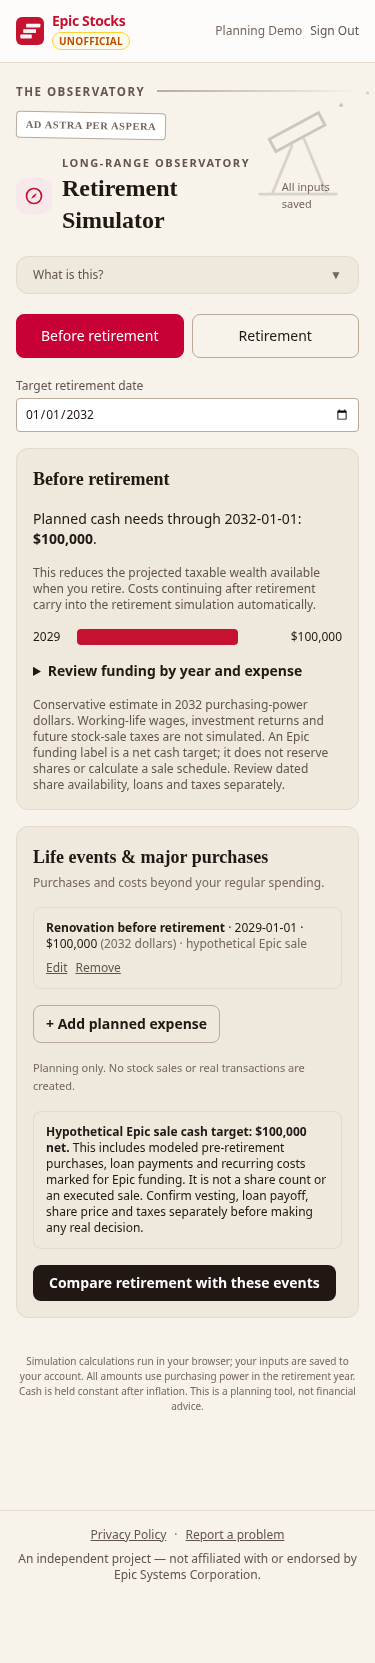 Epic Stocks
UNOFFICIAL
Planning Demo Sign Out
THE OBSERVATORY
AD ASTRA PER ASPERA
LONG-RANGE OBSERVATORY
Retirement
Simulator
All inputs
saved
What is this? ▼
Before retirement
Retirement
Target retirement date
01/01/2032
Before retirement
Planned cash needs through 2032-01-01:
$100,000.
This reduces the projected taxable wealth available
when you retire. Costs continuing after retirement
carry into the retirement simulation automatically.
2029 $100,000
▶ Review funding by year and expense
Conservative estimate in 2032 purchasing-power
dollars. Working-life wages, investment returns and
future stock-sale taxes are not simulated. An Epic
funding label is a net cash target; it does not reserve
shares or calculate a sale schedule. Review dated
share availability, loans and taxes separately.
Life events & major purchases
Purchases and costs beyond your regular spending.
Renovation before retirement · 2029-01-01 ·
$100,000 (2032 dollars) · hypothetical Epic sale
Edit Remove
+ Add planned expense
Planning only. No stock sales or real transactions are
created.
Hypothetical Epic sale cash target: $100,000
net. This includes modeled pre-retirement
purchases, loan payments and recurring costs
marked for Epic funding. It is not a share count or
an executed sale. Confirm vesting, loan payoff,
share price and taxes separately before making
any real decision.
Compare retirement with these events
Simulation calculations run in your browser; your inputs are saved to
your account. All amounts use purchasing power in the retirement year.
Cash is held constant after inflation. This is a planning tool, not financial
advice.
Privacy Policy · Report a problem
An independent project — not affiliated with or endorsed by
Epic Systems Corporation.